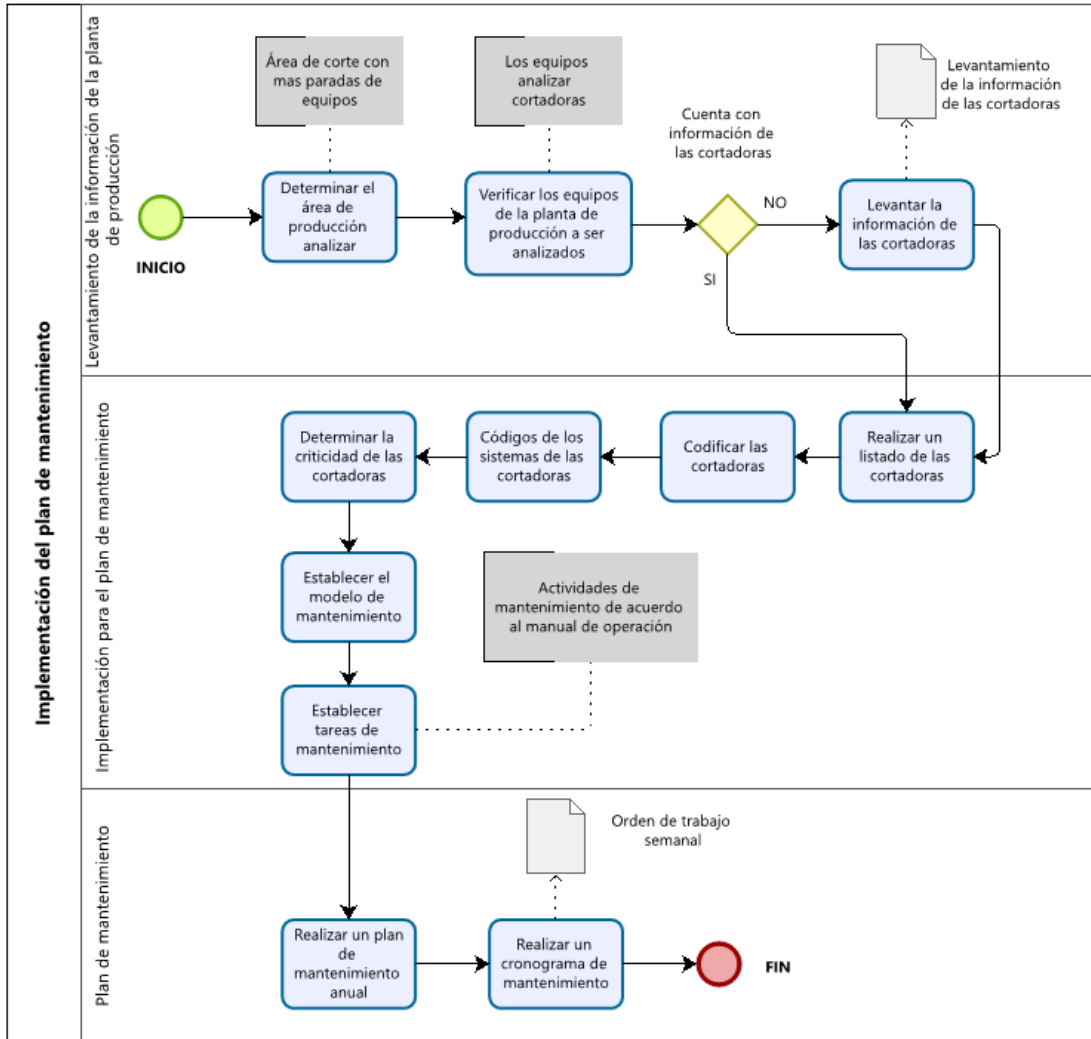 Implementación del plan de mantenimiento
Levantamiento de la información de la planta
de producción
Área de corte con
mas paradas de
equipos
Los equipos
analizar
cortadoras
Cuenta con
información de
las cortadoras
Levantamiento
de la información
de las cortadoras
INICIO
Determinar el
área de
producción
analizar
Verificar los equipos
de la planta de
producción a ser
analizados
NO
SI
Levantar la
información de
las cortadoras
Implementación para el plan de mantenimiento
Determinar la
criticidad de las
cortadoras
Códigos de los
sistemas de las
cortadoras
Codificar las
cortadoras
Realizar un
listado de las
cortadoras
Establecer el
modelo de
mantenimiento
Actividades de
mantenimiento de acuerdo
al manual de operación
Establecer
tareas de
mantenimiento
Plan de mantenimiento
Orden de trabajo
semanal
Realizar un plan
de
mantenimiento
anual
Realizar un
cronograma de
mantenimiento
FIN